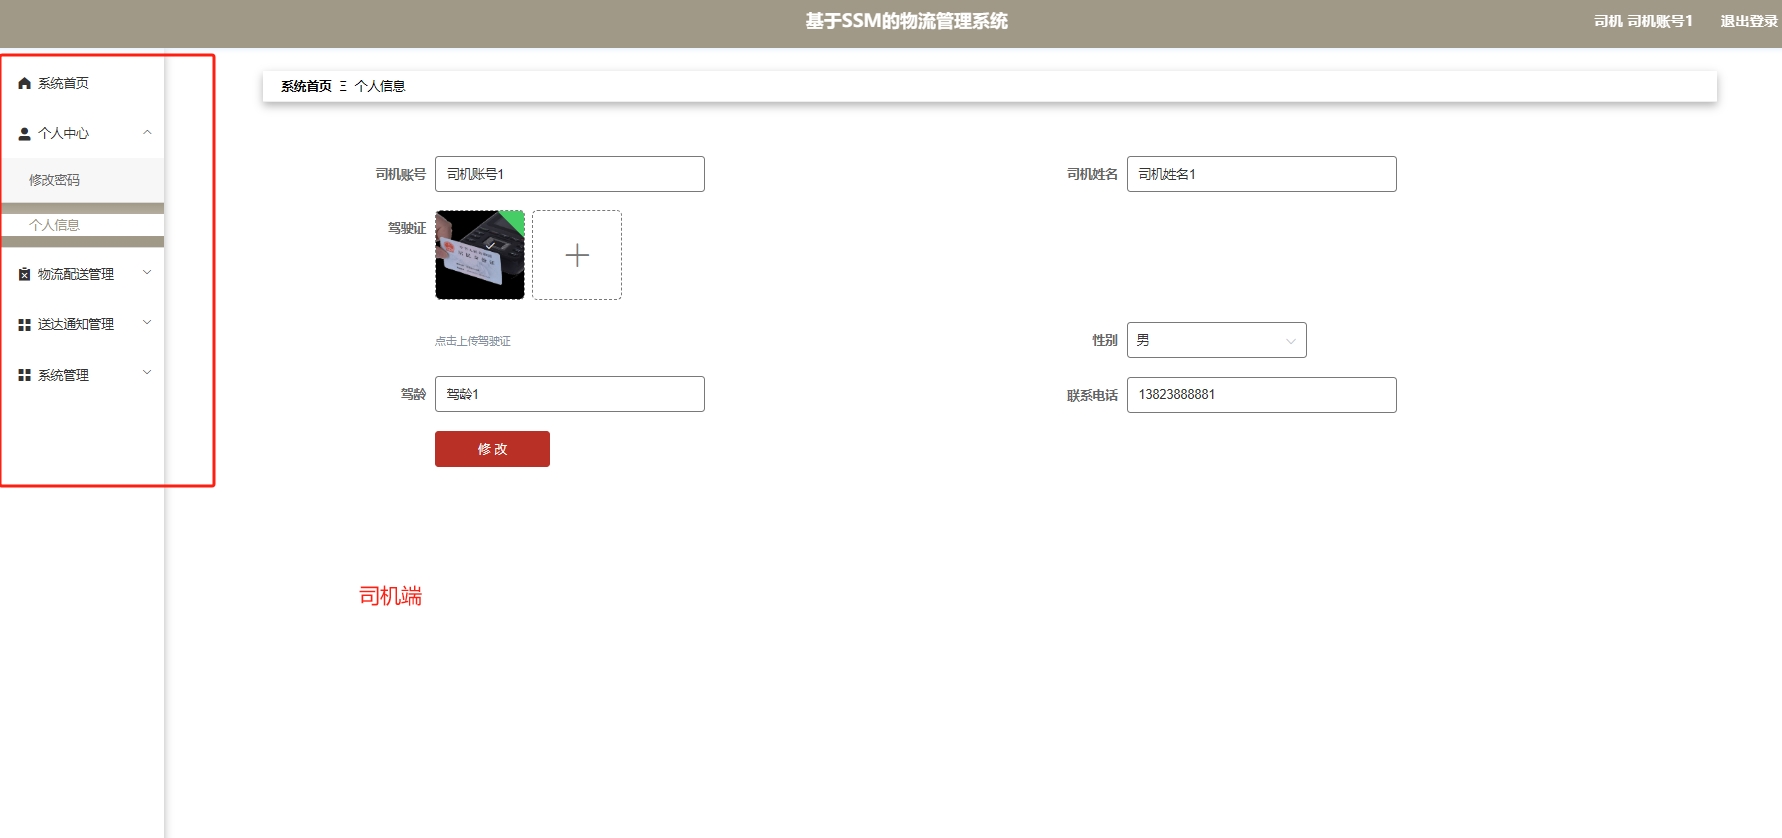 基于SSM的物流管理系统
司机 司机账号1
退出登录
系统首页
个人中心
修改密码
个人信息
物流配送管理
送达通知管理
系统管理
系统首页 Ξ 个人信息
司机账号 司机账号1
司机姓名 司机姓名1
驾驶证
点击上传驾驶证
性别 男
驾龄 驾龄1
联系电话 13823888881
修 改
司机端